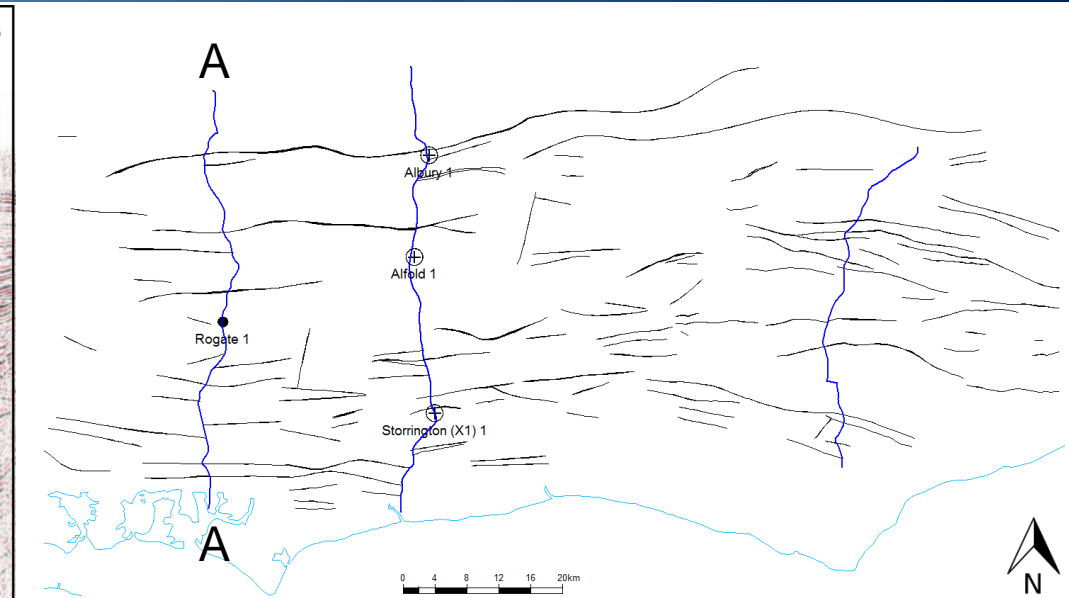 A
Albury 1
Alfold 1
Rogate 1
Storrington (X1) 1
A
0 4 8 12 16 20km
N